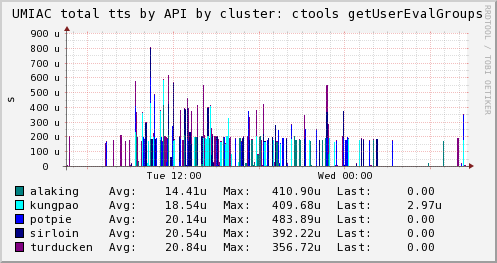 UMIAC total tts by API by cluster: ctools getUserEvalGroups
RRDTOOL / TOBI OETIKER
s
900 u
800 u
700 u
600 u
500 u
400 u
300 u
200 u
100 u
0
Tue 12:00 Wed 00:00
alaking Avg: 14.41u Max: 410.90u Last: 0.00
kungpao Avg: 18.54u Max: 409.68u Last: 2.97u
potpie Avg: 20.14u Max: 483.89u Last: 0.00
sirloin Avg: 20.54u Max: 392.22u Last: 0.00
turducken Avg: 20.84u Max: 356.72u Last: 0.00